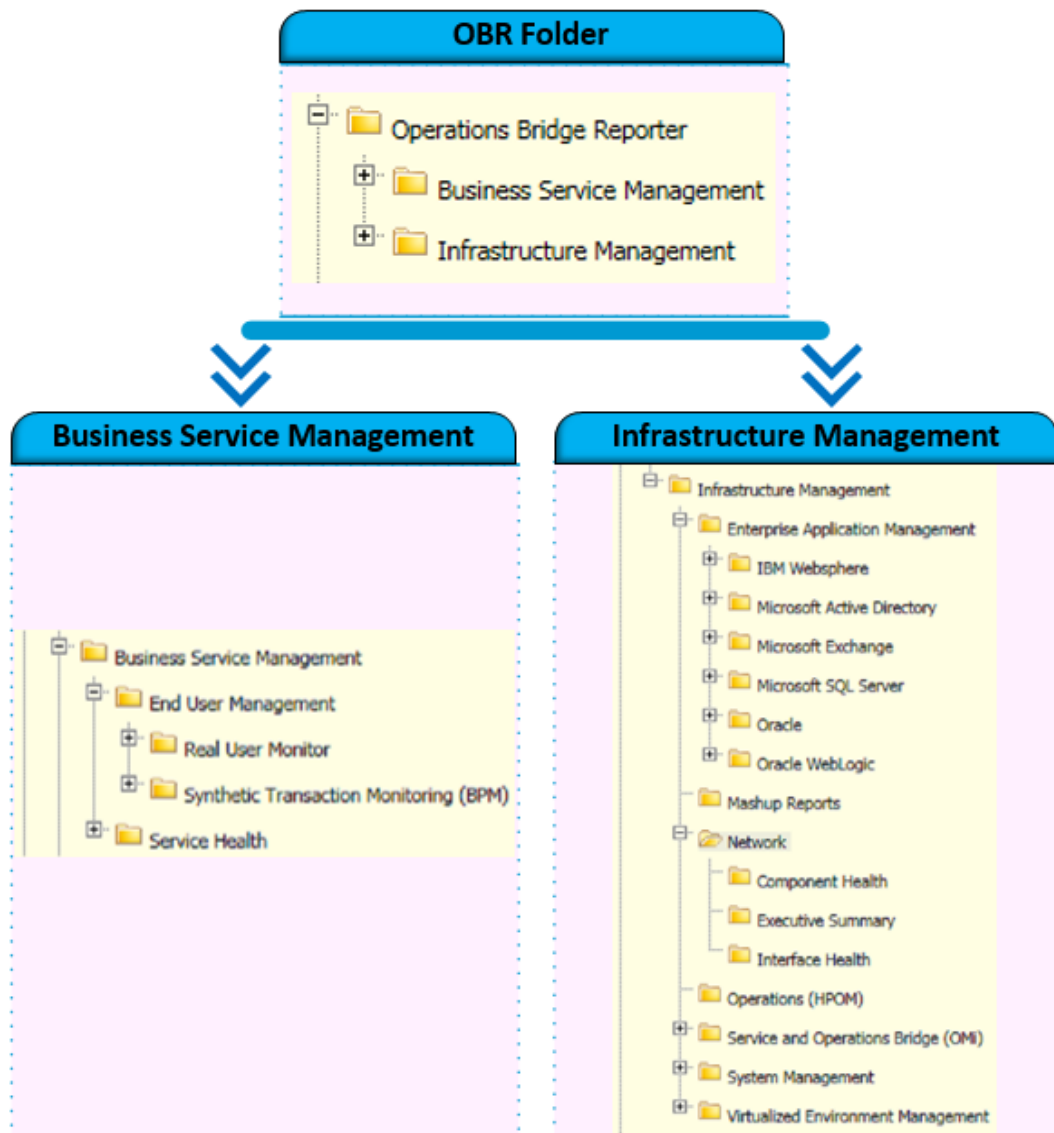 OBR Folder
Operations Bridge Reporter
Business Service Management
Infrastructure Management
Business Service Management
Business Service Management
End User Management
Real User Monitor
Synthetic Transaction Monitoring (BPM)
Service Health
Infrastructure Management
Infrastructure Management
Enterprise Application Management
IBM Websphere
Microsoft Active Directory
Microsoft Exchange
Microsoft SQL Server
Oracle
Oracle WebLogic
Mashup Reports
Network
Component Health
Executive Summary
Interface Health
Operations (HPOM)
Service and Operations Bridge (OMi)
System Management
Virtualized Environment Management